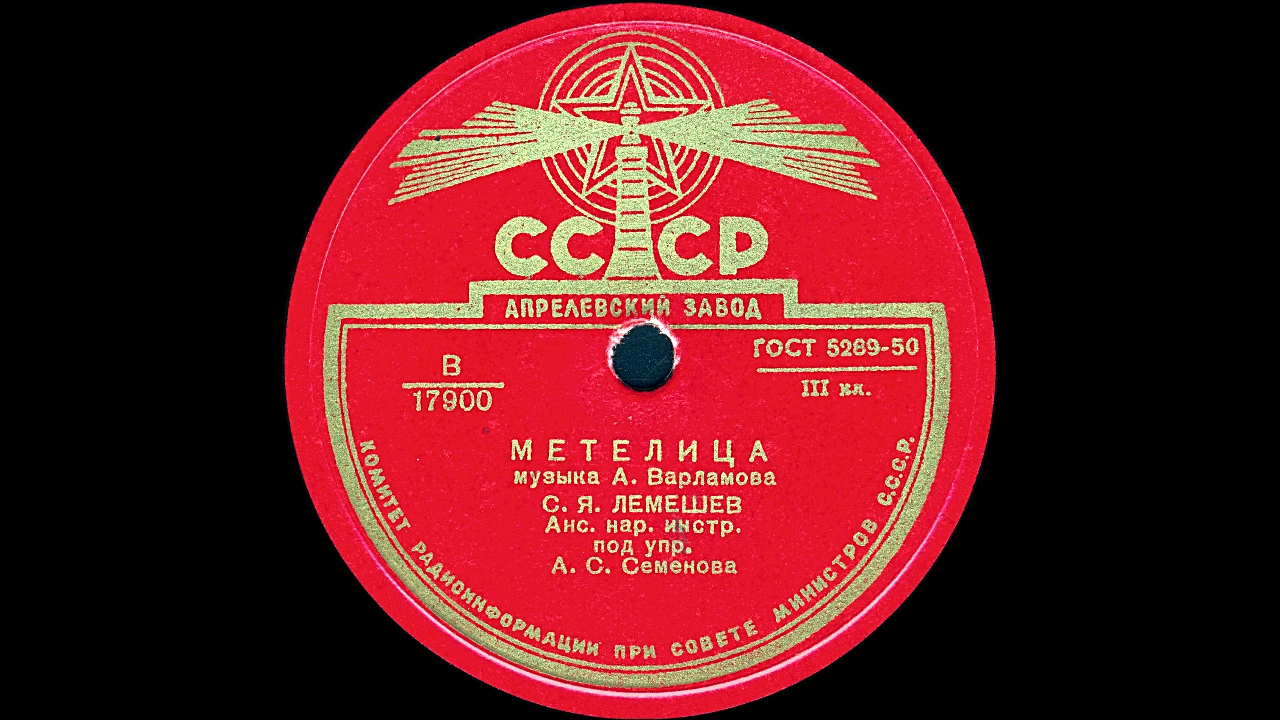 СССР
АПРЕЛЕВСКИЙ ЗАВОД
ГОСТ 5289-50
III кл.
В
17900
МЕТЕЛИЦА
музыка А. Варламова
С. Я. ЛЕМЕШЕВ
Анс. нар. инстр.
под упр.
А. С. Семенова
КОМИТЕТ РАДИОИНФОРМАЦИИ ПРИ СОВЕТЕ МИНИСТРОВ С.С.С.Р.